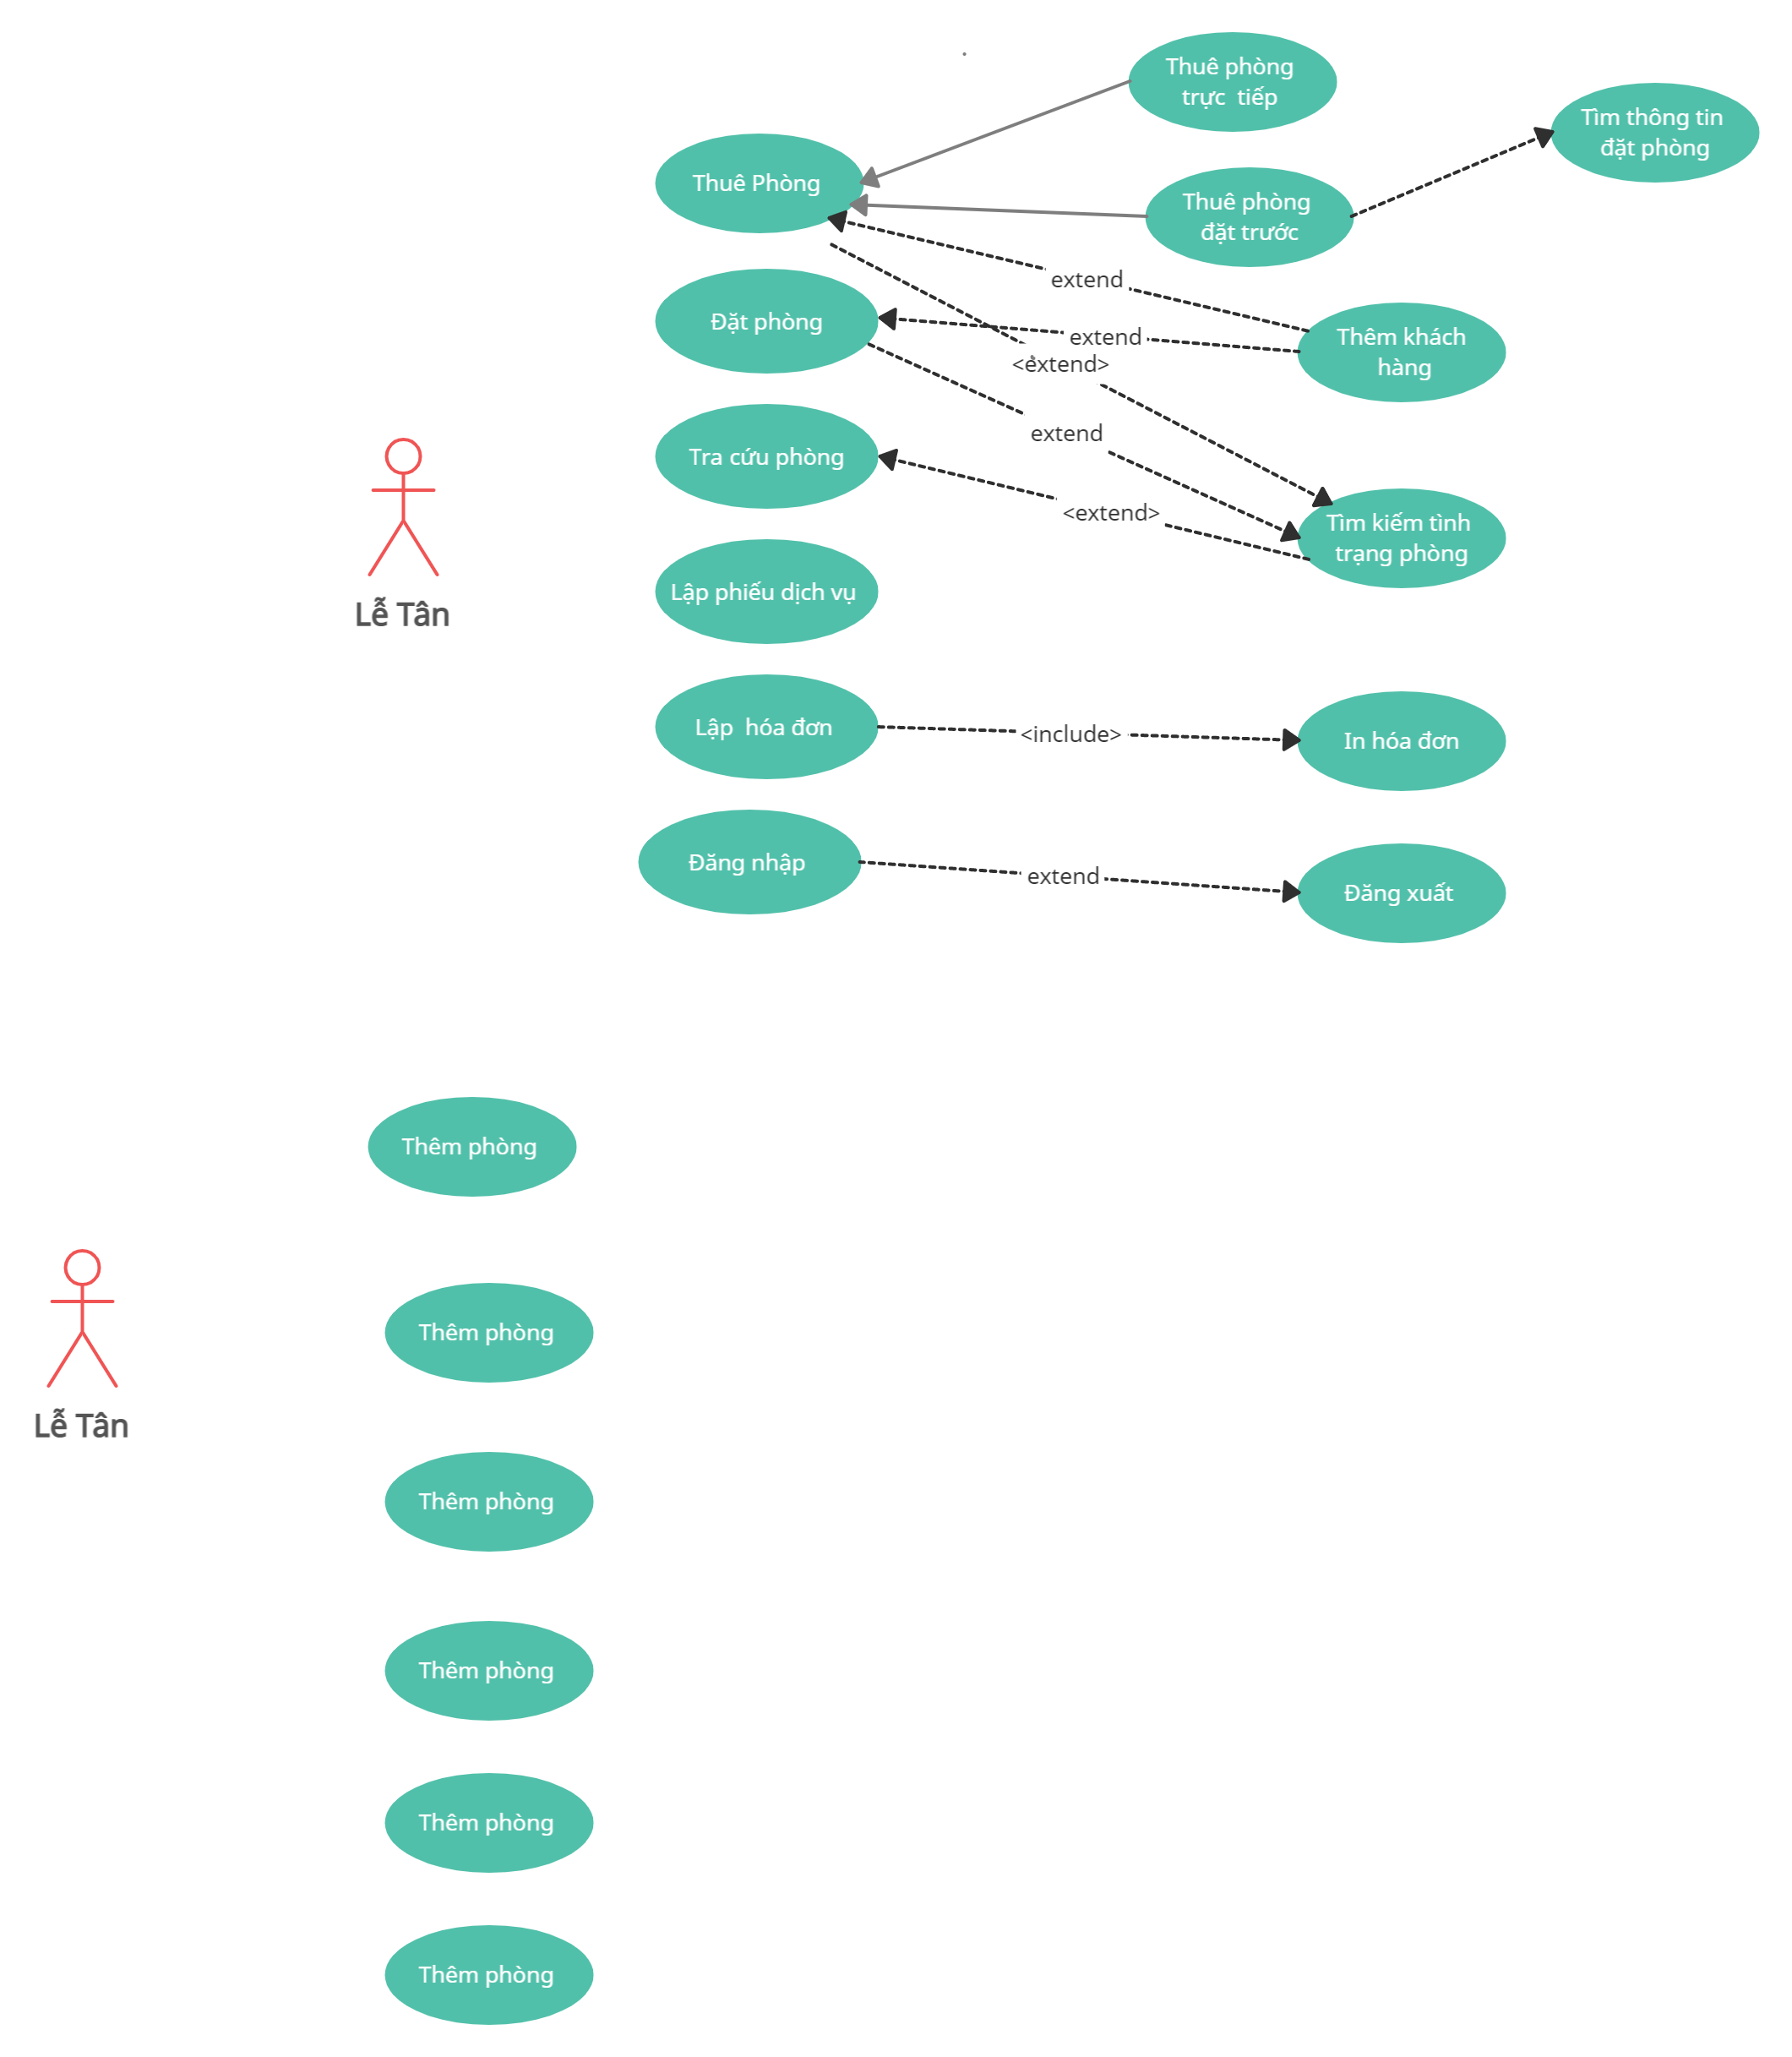 Thuê phòng
trực tiếp
Tìm thông tin
đặt phòng
Thuê Phòng
Thuê phòng
đặt trước
extend
Đặt phòng
extend
Thêm khách
hàng
<extend>
extend
Tra cứu phòng
<extend>
Tìm kiếm tình
trạng phòng
Lễ Tân
Lập phiếu dịch vụ
Lập hóa đơn
<include>
In hóa đơn
Đăng nhập
extend
Đăng xuất
Thêm phòng
Thêm phòng
Lễ Tân
Thêm phòng
Thêm phòng
Thêm phòng
Thêm phòng